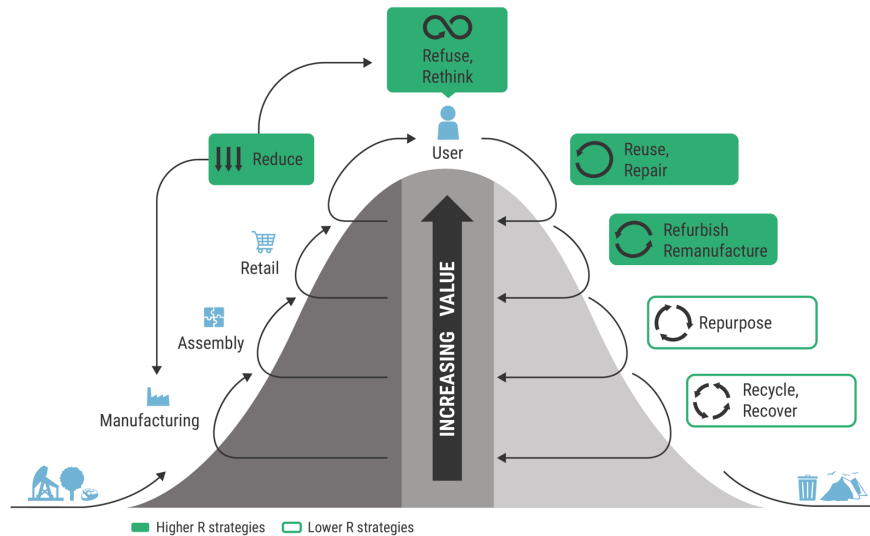 Refuse,
Rethink
User
Reduce
Reuse,
Repair
Refurbish
Remanufacture
Retail
Repurpose
Assembly
Recycle,
Recover
Manufacturing
INCREASING VALUE
Higher R strategies
Lower R strategies